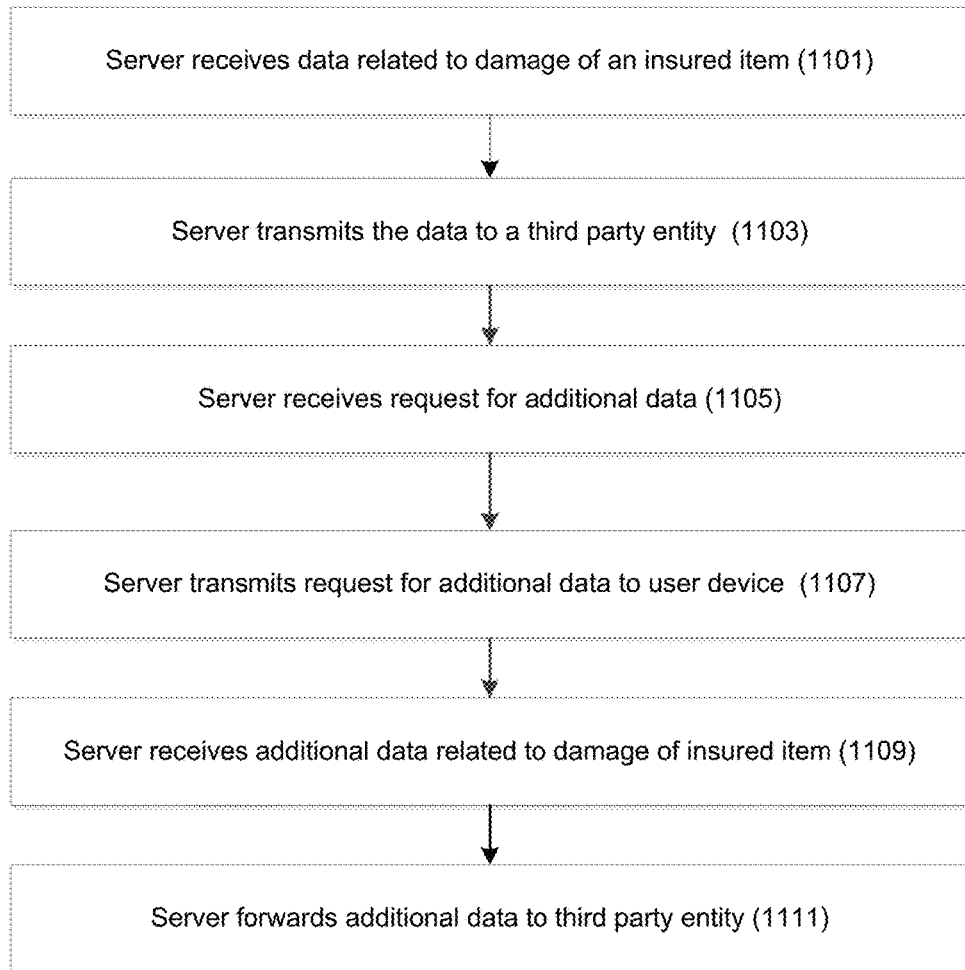 Server receives data related to damage of an insured item (1101)
Server transmits the data to a third party entity (1103)
Server receives request for additional data (1105)
Server transmits request for additional data to user device (1107)
Server receives additional data related to damage of insured item (1109)
Server forwards additional data to third party entity (1111)